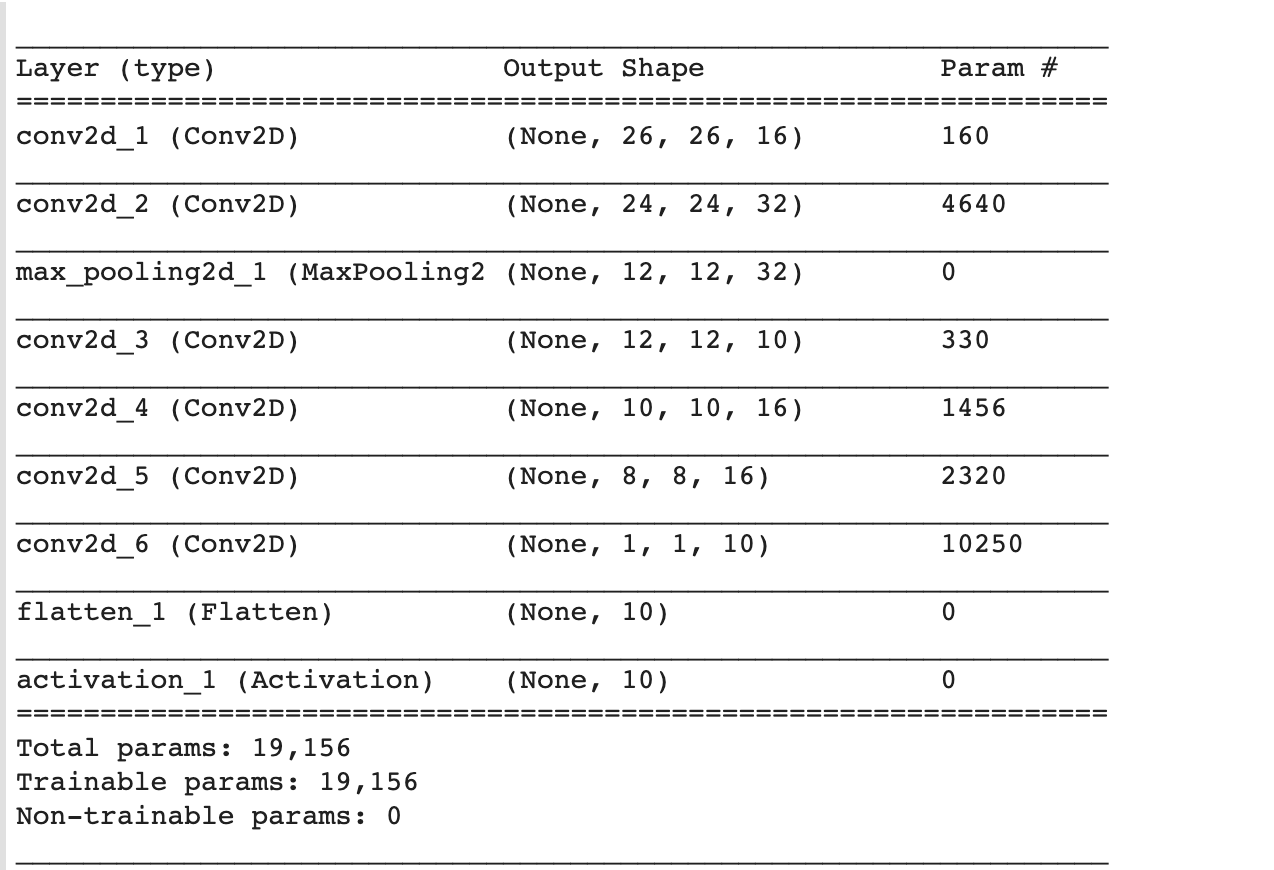 Layer (type) Output Shape Param #
=================================================================
conv2d_1 (Conv2D) (None, 26, 26, 16) 160
conv2d_2 (Conv2D) (None, 24, 24, 32) 4640
max_pooling2d_1 (MaxPooling2 (None, 12, 12, 32) 0
conv2d_3 (Conv2D) (None, 12, 12, 10) 330
conv2d_4 (Conv2D) (None, 10, 10, 16) 1456
conv2d_5 (Conv2D) (None, 8, 8, 16) 2320
conv2d_6 (Conv2D) (None, 1, 1, 10) 10250
flatten_1 (Flatten) (None, 10) 0
activation_1 (Activation) (None, 10) 0
=================================================================
Total params: 19,156
Trainable params: 19,156
Non-trainable params: 0